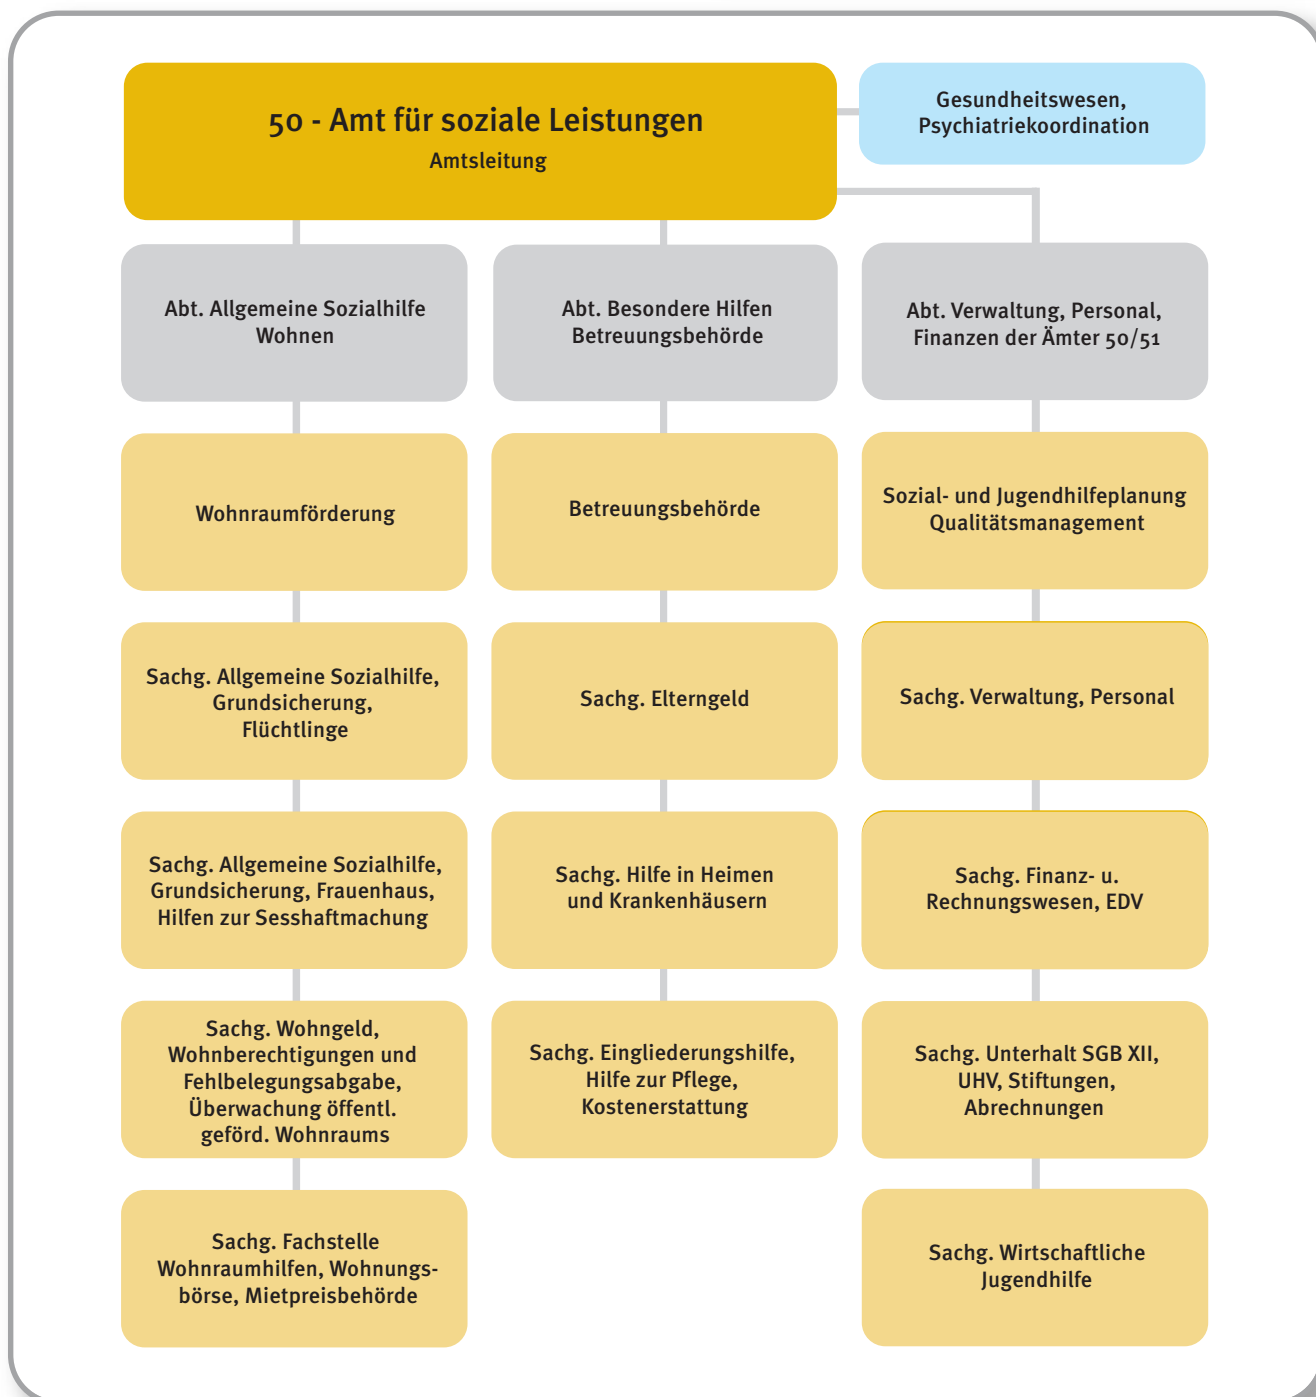 50 - Amt für soziale Leistungen
Amtsleitung
Gesundheitswesen,
Psychiatriekoordination
Abt. Allgemeine Sozialhilfe
Wohnen
Wohnraumförderung
Sachg. Allgemeine Sozialhilfe,
Grundsicherung,
Flüchtlinge
Sachg. Allgemeine Sozialhilfe,
Grundsicherung, Frauenhaus,
Hilfen zur Sesshaftmachung
Sachg. Wohngeld,
Wohnberechtigungen und
Fehlbelegungsabgabe,
Überwachung öffentl.
geförd. Wohnraums
Sachg. Fachstelle
Wohnraumhilfen, Wohnungs-
börse, Mietpreisbehörde
Abt. Besondere Hilfen
Betreuungsbehörde
Betreuungsbehörde
Sachg. Elterngeld
Sachg. Hilfe in Heimen
und Krankenhäusern
Sachg. Eingliederungshilfe,
Hilfe zur Pflege,
Kostenerstattung
Abt. Verwaltung, Personal,
Finanzen der Ämter 50/51
Sozial- und Jugendhilfeplanung
Qualitätsmanagement
Sachg. Verwaltung, Personal
Sachg. Finanz- u.
Rechnungswesen, EDV
Sachg. Unterhalt SGB XII,
UHV, Stiftungen,
Abrechnungen
Sachg. Wirtschaftliche
Jugendhilfe